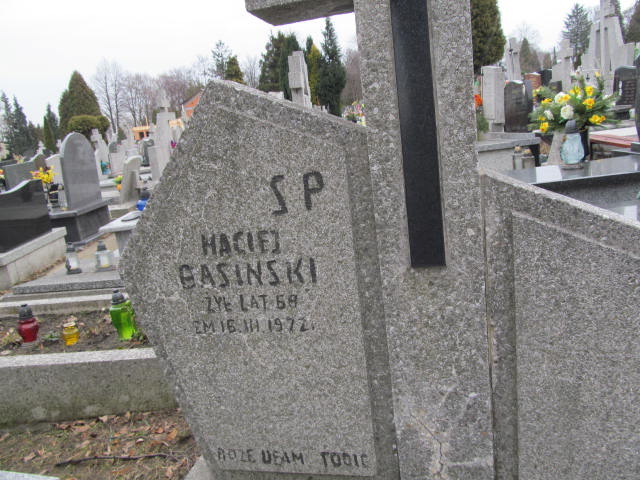 SP
MACIEJ
GASINSKI
ŻYŁ LAT 68
ZM 16.III.1972.
BOŻE UFAM TOBIE